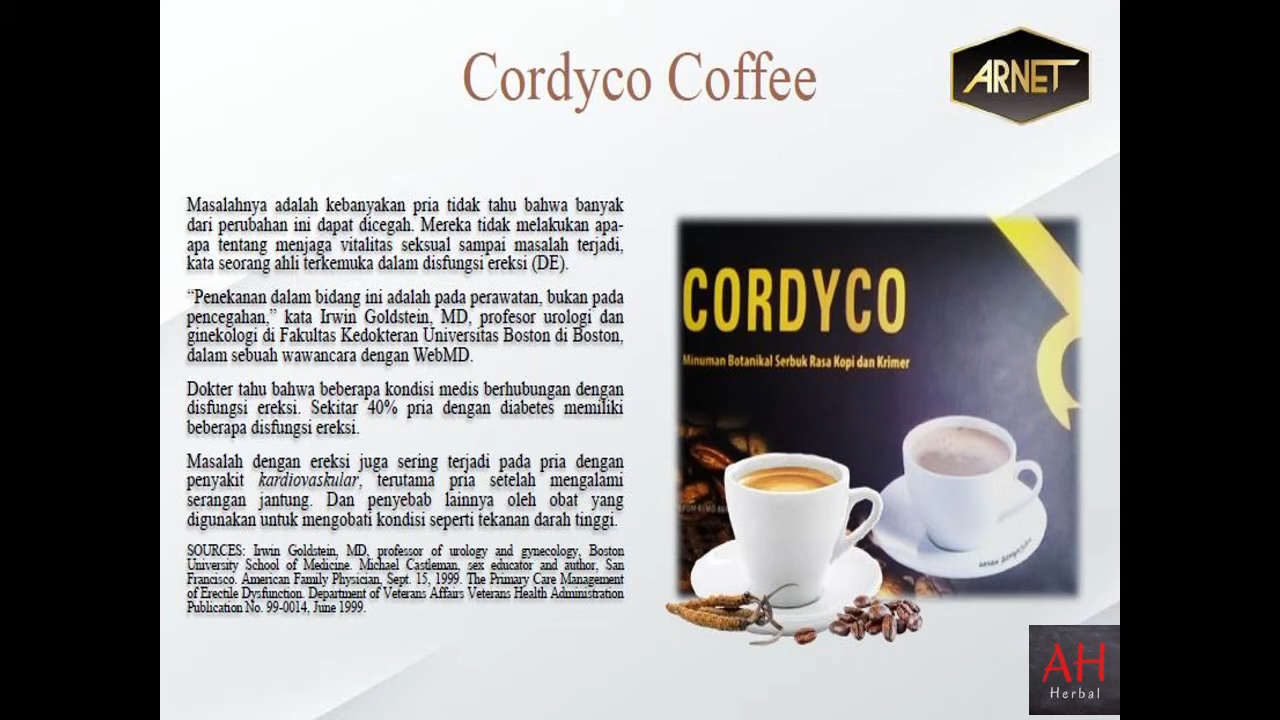 Cordyco Coffee
ARNET
Masalahnya adalah kebanyakan pria tidak tahu bahwa banyak
dari perubahan ini dapat dicegah. Mereka tidak melakukan apa-
apa tentang menjaga vitalitas seksual sampai masalah terjadi,
kata seorang ahli terkemuka dalam disfungsi ereksi (DE).
“Penekanan dalam bidang ini adalah pada perawatan, bukan pada
pencegahan,” kata Irwin Goldstein, MD, profesor urologi dan
ginekologi di Fakultas Kedokteran Universitas Boston di Boston,
dalam sebuah wawancara dengan WebMD.
Dokter tahu bahwa beberapa kondisi medis berhubungan dengan
disfungsi ereksi. Sekitar 40% pria dengan diabetes memiliki
beberapa disfungsi ereksi.
Masalah dengan ereksi juga sering terjadi pada pria dengan
penyakit kardiovaskular, terutama pria setelah mengalami
serangan jantung. Dan penyebab lainnya oleh obat yang
digunakan untuk mengobati kondisi seperti tekanan darah tinggi.
SOURCES: Irwin Goldstein, MD, professor of urology and gynecology, Boston
University School of Medicine. Michael Castleman, sex educator and author, San
Francisco. American Family Physician, Sept. 15, 1999. The Primary Care Management
of Erectile Dysfunction. Department of Veterans Affairs Veterans Health Administration
Publication No. 99-0014, June 1999.
CORDYCO
Minuman Botanikal Serbuk Rasa Kopi dan Krimer
saran penyajian
AH
Herbal